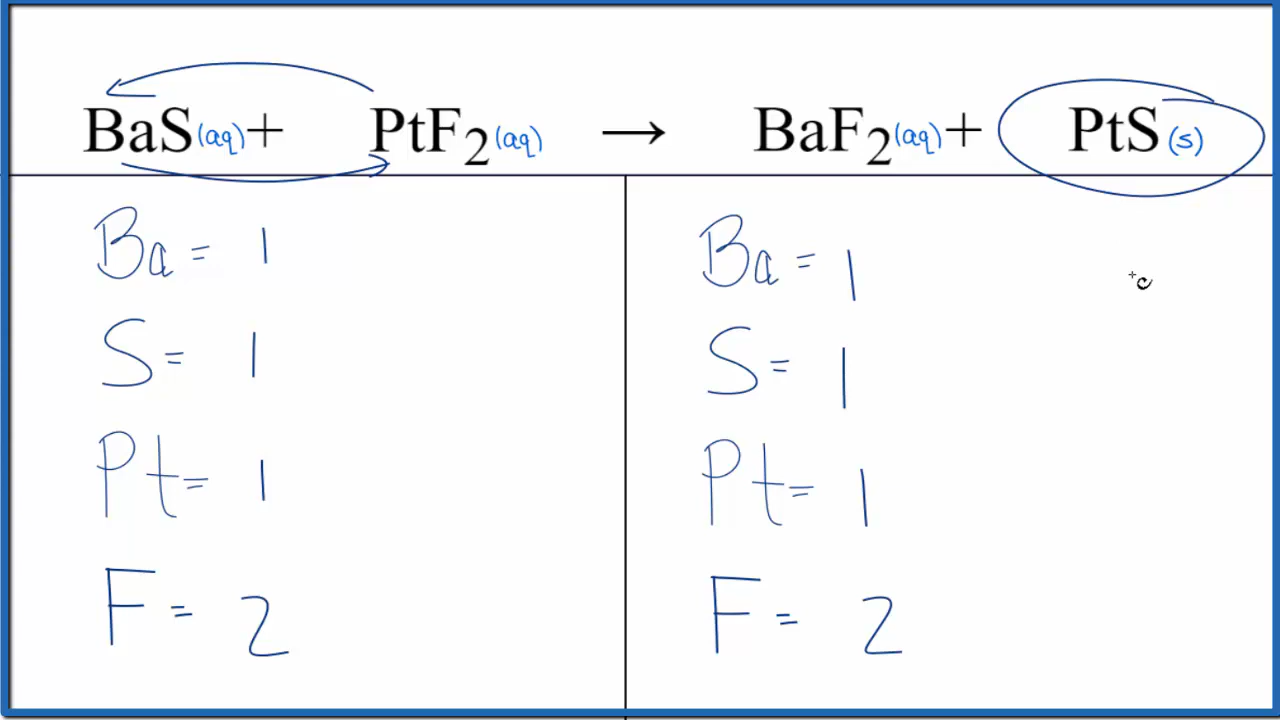 BaS(aq)+ PtF₂(aq) → BaF₂(aq)+ PtS(s)
Ba = 1
S = 1
Pt = 1
F = 2
Ba = 1
S = 1
Pt = 1
F = 2